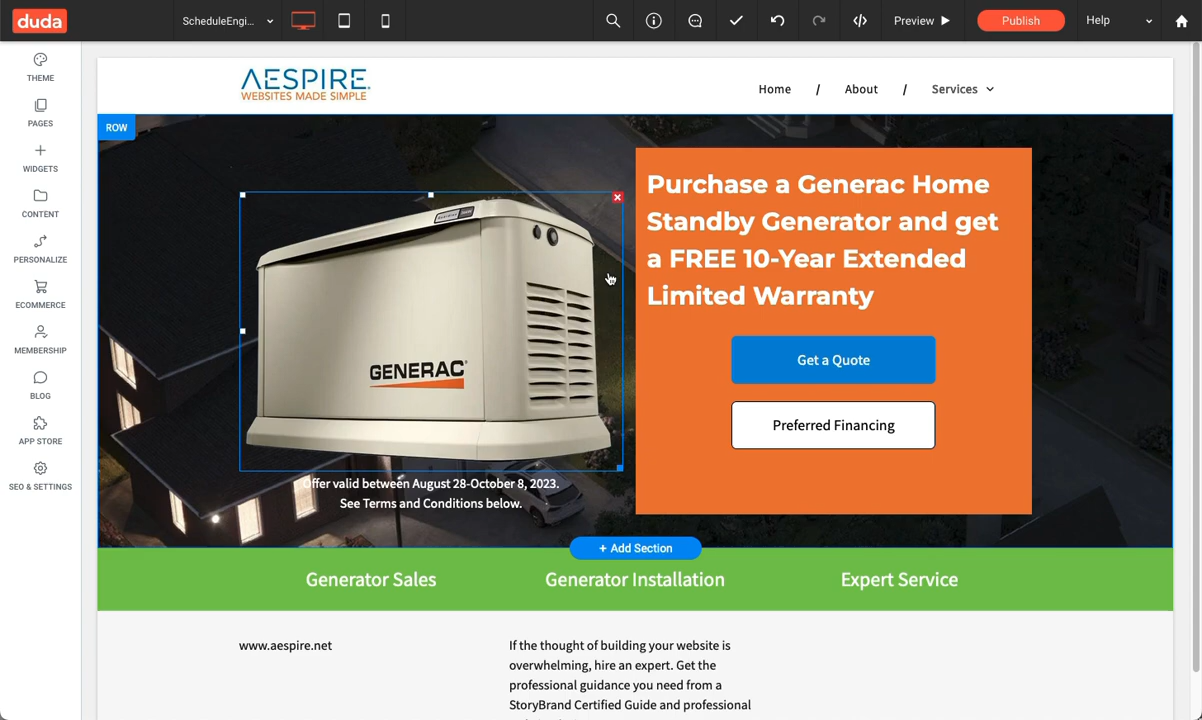 duda
ScheduleEngi...
Preview
Publish
Help
THEME
PAGES
WIDGETS
CONTENT
PERSONALIZE
ECOMMERCE
MEMBERSHIP
BLOG
APP STORE
SEO & SETTINGS
AESPIRE.
WEBSITES MADE SIMPLE
Home / About / Services
ROW
GENERAC®
Offer valid between August 28-October 8, 2023.
See Terms and Conditions below.
Purchase a Generac Home
Standby Generator and get
a FREE 10-Year Extended
Limited Warranty
Get a Quote
Preferred Financing
+ Add Section
Generator Sales
Generator Installation
Expert Service
www.aespire.net
If the thought of building your website is
overwhelming, hire an expert. Get the
professional guidance you need from a
StoryBrand Certified Guide and professional